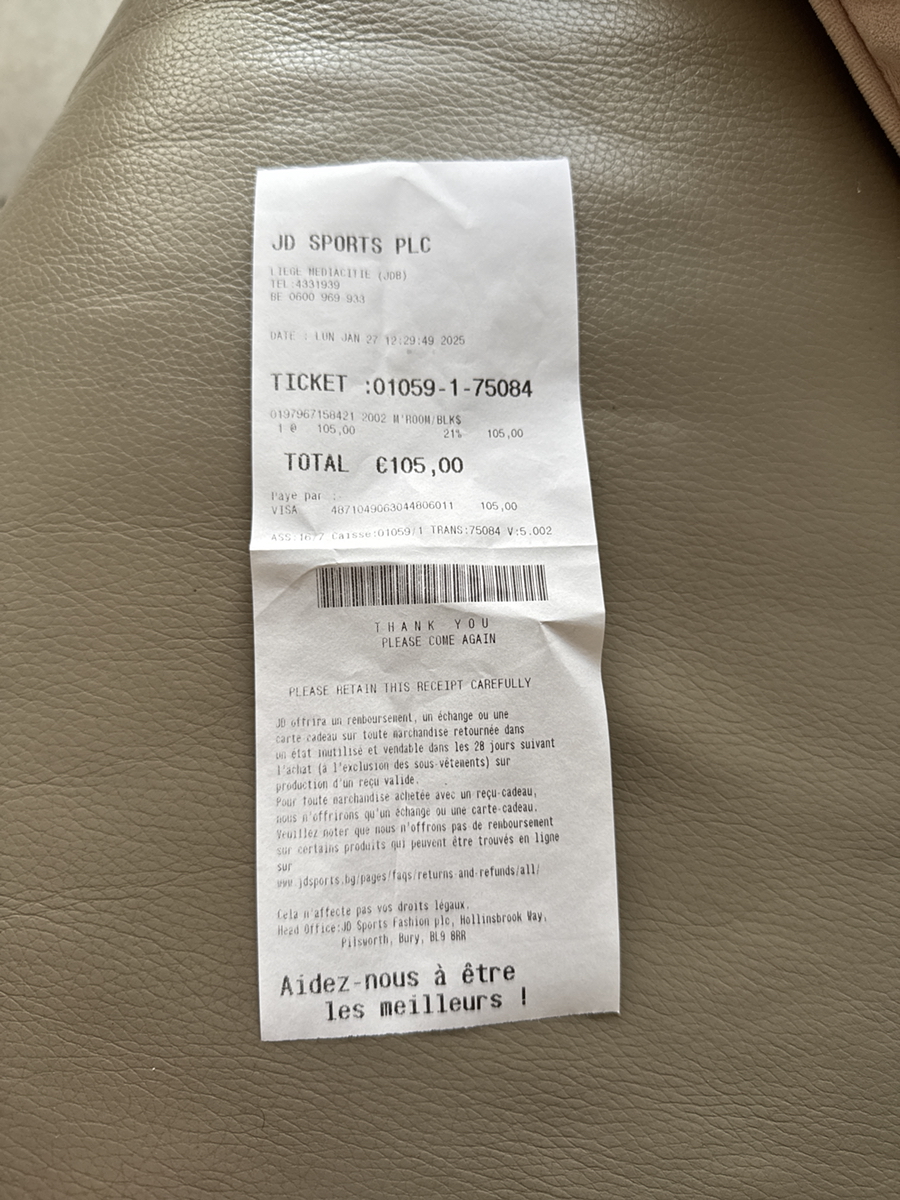 JD SPORTS PLC
LIEGE MEDIACITIE (JDB)
TEL:4331939
BE 0600 969 933
DATE : LUN JAN 27 12:29:49 2025
TICKET :01059-1-75084
0197967158421 2002 M'ROOM/BLK$
1 @ 105,00 21% 105,00
TOTAL €105,00
Paye par :-
VISA 4871049063044806011 105,00
ASS:1677 Caisse:01059/1 TRANS:75084 V:5.002
THANK YOU
PLEASE COME AGAIN
PLEASE RETAIN THIS RECEIPT CAREFULLY
JD offrira un remboursement, un échange ou une
carte cadeau sur toute marchandise retournée dans
un état inutilisé et vendable dans les 28 jours suivant
l'achat (à l'exclusion des sous-vêtements) sur
production d'un reçu valide.
Pour toute marchandise achetée avec un reçu-cadeau,
nous n'offrirons qu'un échange ou une carte-cadeau.
Veuillez noter que nous n'offrons pas de remboursement
sur certains produits qui peuvent être trouvés en ligne
sur
www.jdsports.bg/pages/faqs/returns-and-refunds/all/
Cela n'affecte pas vos droits légaux.
Head Office:JD Sports Fashion plc, Hollinsbrook Way,
Pilsworth, Bury, BL9 8RR
Aidez-nous à être
les meilleurs !